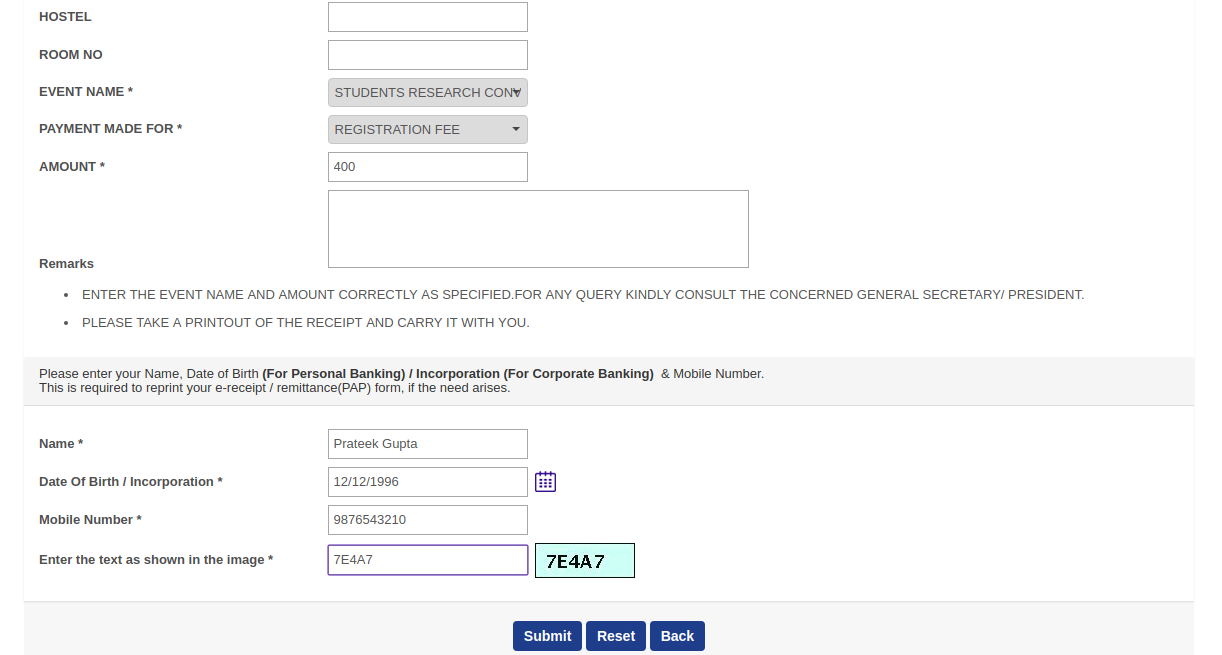 HOSTEL
ROOM NO
EVENT NAME *
STUDENTS RESEARCH CONV
PAYMENT MADE FOR *
REGISTRATION FEE
AMOUNT *
400
Remarks
• ENTER THE EVENT NAME AND AMOUNT CORRECTLY AS SPECIFIED.FOR ANY QUERY KINDLY CONSULT THE CONCERNED GENERAL SECRETARY/ PRESIDENT.
• PLEASE TAKE A PRINTOUT OF THE RECEIPT AND CARRY IT WITH YOU.
Please enter your Name, Date of Birth (For Personal Banking) / Incorporation (For Corporate Banking) & Mobile Number.
This is required to reprint your e-receipt / remittance(PAP) form, if the need arises.
Name *
Prateek Gupta
Date Of Birth / Incorporation *
12/12/1996
Mobile Number *
9876543210
Enter the text as shown in the image *
7E4A7
7E4A7
Submit Reset Back